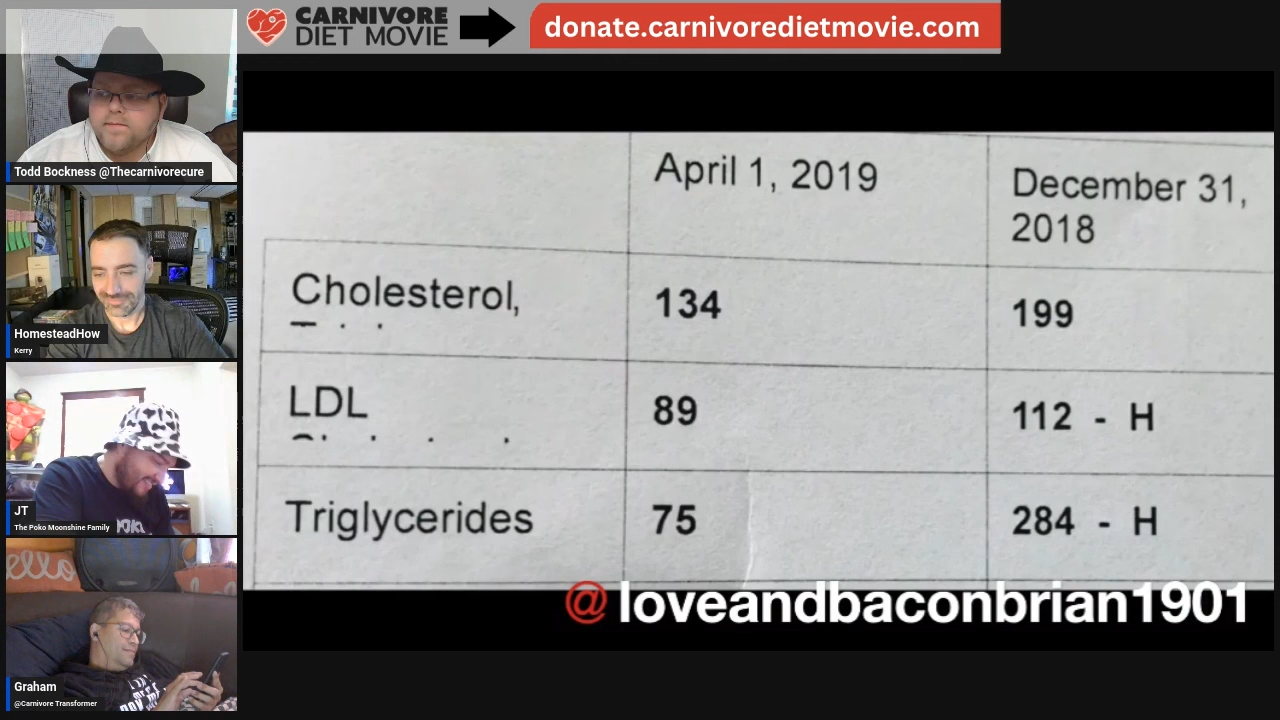 CARNIVORE
DIET MOVIE
donate.carnivoredietmovie.com
Todd Bockness @Thecarnivorecure
HomesteadHow
Kerry
JT
The Poko Moonshine Family
Graham
@Carnivore Transformer
April 1, 2019
December 31,
2018
Cholesterol,
134
199
LDL
89
112 - H
Triglycerides
75
284 - H
@loveandbaconbrian1901